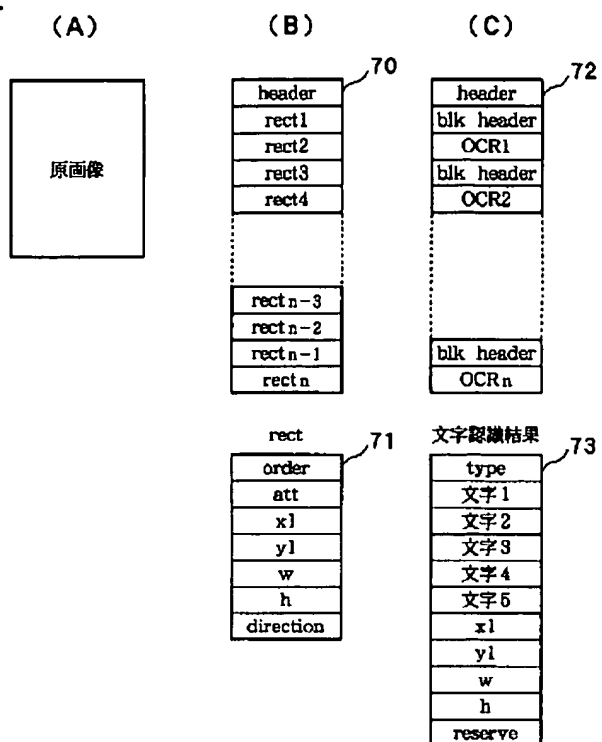 (A)
原画像
(B)
70
header
rect1
rect2
rect3
rect4
rect n-3
rect n-2
rect n-1
rect n
rect
71
order
att
x1
y1
w
h
direction
(C)
72
header
blk header
OCR1
blk header
OCR2
blk header
OCR n
文字認識結果
73
type
文字1
文字2
文字3
文字4
文字5
x1
y1
w
h
reserve